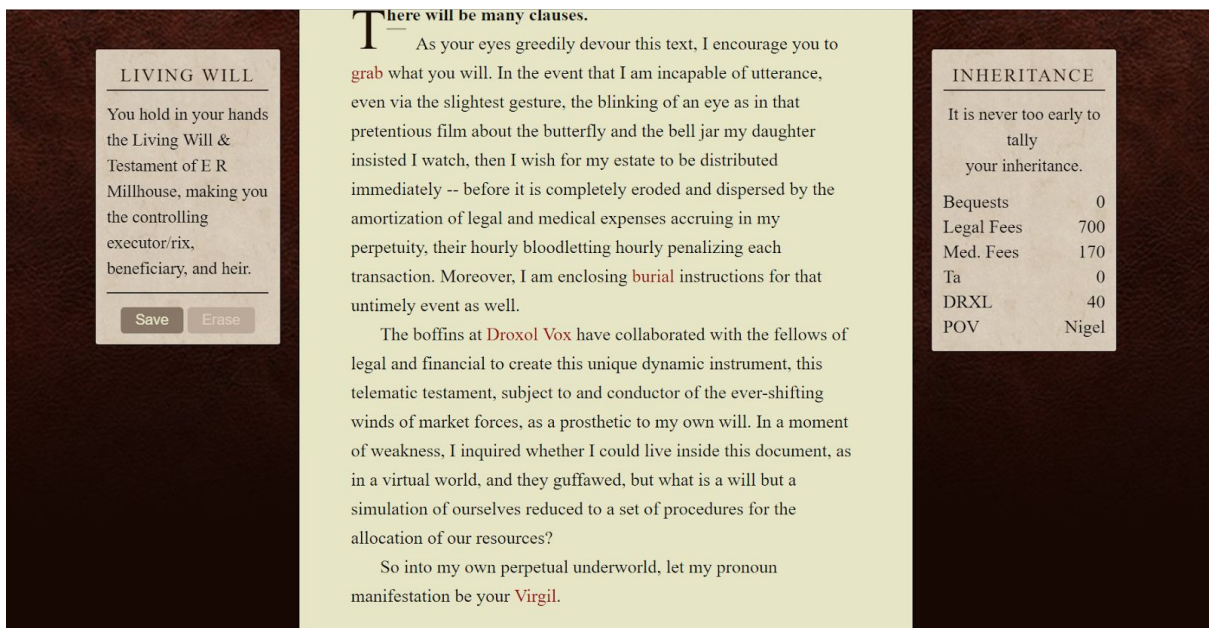 LIVING WILL
You hold in your hands
the Living Will &
Testament of E R
Millhouse, making you
the controlling
executor/rix,
beneficiary, and heir.
Save Erase
There will be many clauses.
As your eyes greedily devour this text, I encourage you to
grab what you will. In the event that I am incapable of utterance,
even via the slightest gesture, the blinking of an eye as in that
pretentious film about the butterfly and the bell jar my daughter
insisted I watch, then I wish for my estate to be distributed
immediately -- before it is completely eroded and dispersed by the
amortization of legal and medical expenses accruing in my
perpetuity, their hourly bloodletting hourly penalizing each
transaction. Moreover, I am enclosing burial instructions for that
untimely event as well.
The boffins at Droxol Vox have collaborated with the fellows of
legal and financial to create this unique dynamic instrument, this
telematic testament, subject to and conductor of the ever-shifting
winds of market forces, as a prosthetic to my own will. In a moment
of weakness, I inquired whether I could live inside this document, as
in a virtual world, and they guffawed, but what is a will but a
simulation of ourselves reduced to a set of procedures for the
allocation of our resources?
So into my own perpetual underworld, let my pronoun
manifestation be your Virgil.
INHERITANCE
It is never too early to
tally
your inheritance.
Bequests 0
Legal Fees 700
Med. Fees 170
Ta 0
DRXL 40
POV Nigel